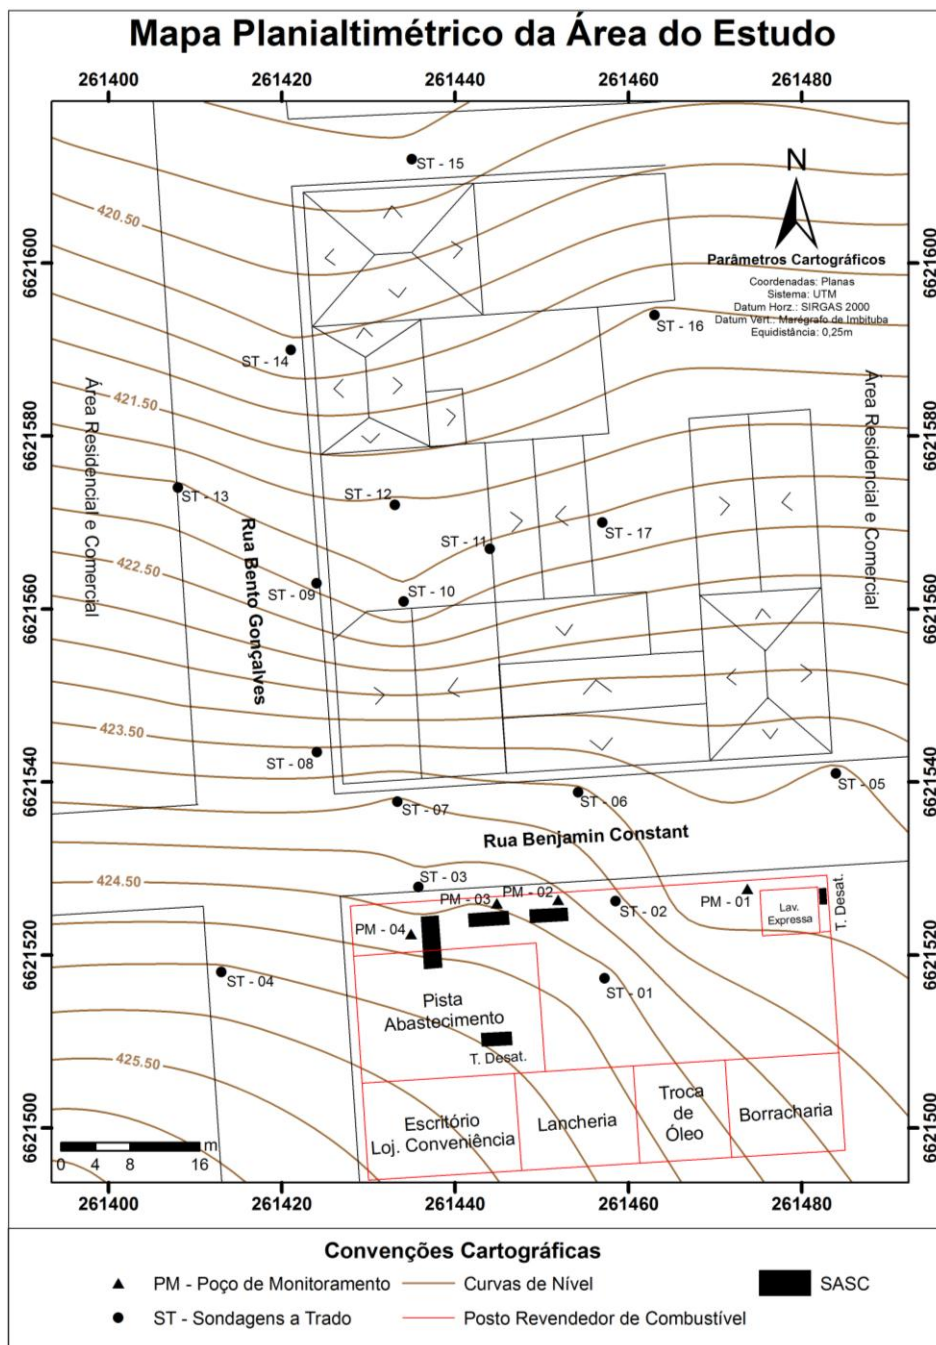 Mapa Planialtimétrico da Área do Estudo
261400 261420 261440 261460 261480
ST - 15
N
420.50
6621600
6621600
Parâmetros Cartográficos
Coordenadas: Planas
Sistema: UTM
Datum Horz.: SIRGAS 2000
Datum Vert.: Marégrafo de Imbituba
Equidistância: 0,25m
ST - 16
ST - 14
Área Residencial e Comercial
421.50
Área Residencial e Comercial
6621580
6621580
ST - 13
ST - 12
ST - 17
ST - 11
Rua Bento Gonçalves
422.50
ST - 09
ST - 10
6621560
6621560
423.50
ST - 08
6621540
6621540
ST - 05
ST - 06
ST - 07
Rua Benjamin Constant
424.50
ST - 03
PM - 02
PM - 03
PM - 01
Lav.
Expressa
T. Desat.
ST - 02
PM - 04
6621520
6621520
ST - 04
ST - 01
Pista
Abastecimento
T. Desat.
425.50
6621500
6621500
Escritório
Loj. Conveniência
Lancheria
Troca
de
Óleo
Borracharia
m
0 4 8 16
261400 261420 261440 261460 261480
Convenções Cartográficas
PM - Poço de Monitoramento
Curvas de Nível
SASC
ST - Sondagens a Trado
Posto Revendedor de Combustível